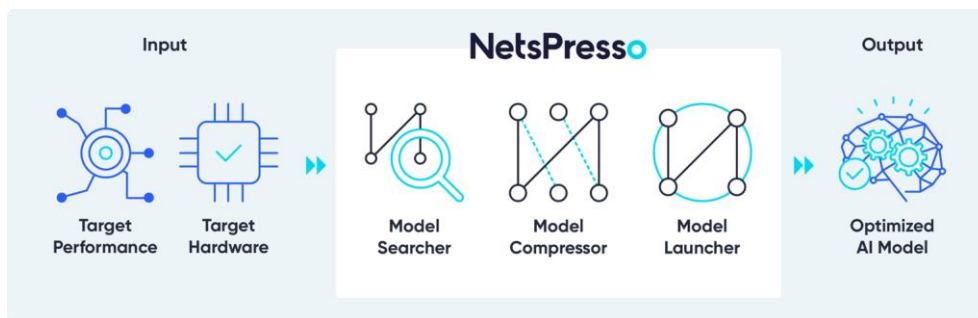 Input
NetsPresso
Output
Target
Performance
Target
Hardware
Model
Searcher
Model
Compressor
Model
Launcher
Optimized
AI Model